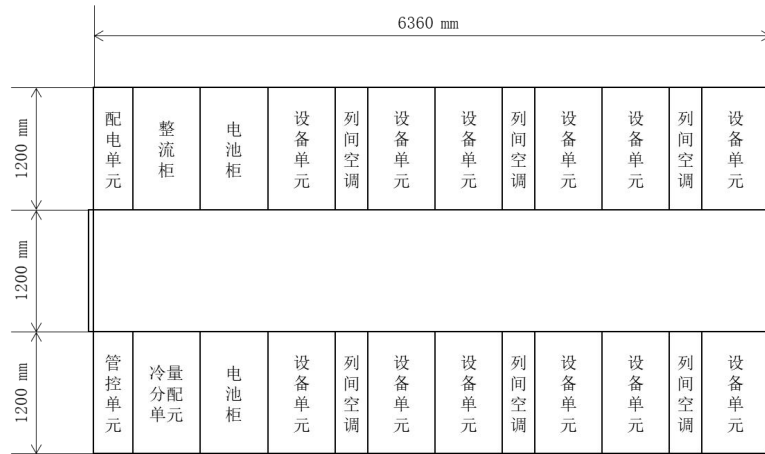 6360 mm
1200 mm
配电单元
整流柜
电池柜
设备单元
列间空调
设备单元
设备单元
列间空调
设备单元
设备单元
列间空调
设备单元
1200 mm
1200 mm
管控单元
冷量
分配
单元
电池柜
设备单元
列间空调
设备单元
设备单元
列间空调
设备单元
设备单元
列间空调
设备单元